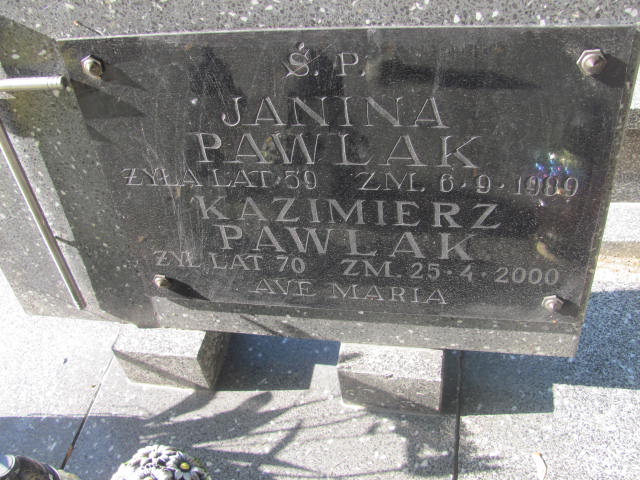 Ś. P.
JANINA
PAWLAK
ŻYŁA LAT 59 ZM. 6·9·1989
KAZIMIERZ
PAWLAK
ŻYŁ LAT 70 ZM. 25·4·2000
AVE MARIA